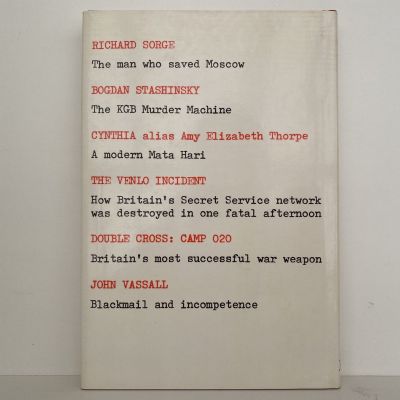 RICHARD SORGE
The man who saved Moscow
BOGDAN STASHINSKY
The KGB Murder Machine
CYNTHIA alias Amy Elizabeth Thorpe
A modern Mata Hari
THE VENLO INCIDENT
How Britain's Secret Service network
was destroyed in one fatal afternoon
DOUBLE CROSS: CAMP 020
Britain's most successful war weapon
JOHN VASSALL
Blackmail and incompetence